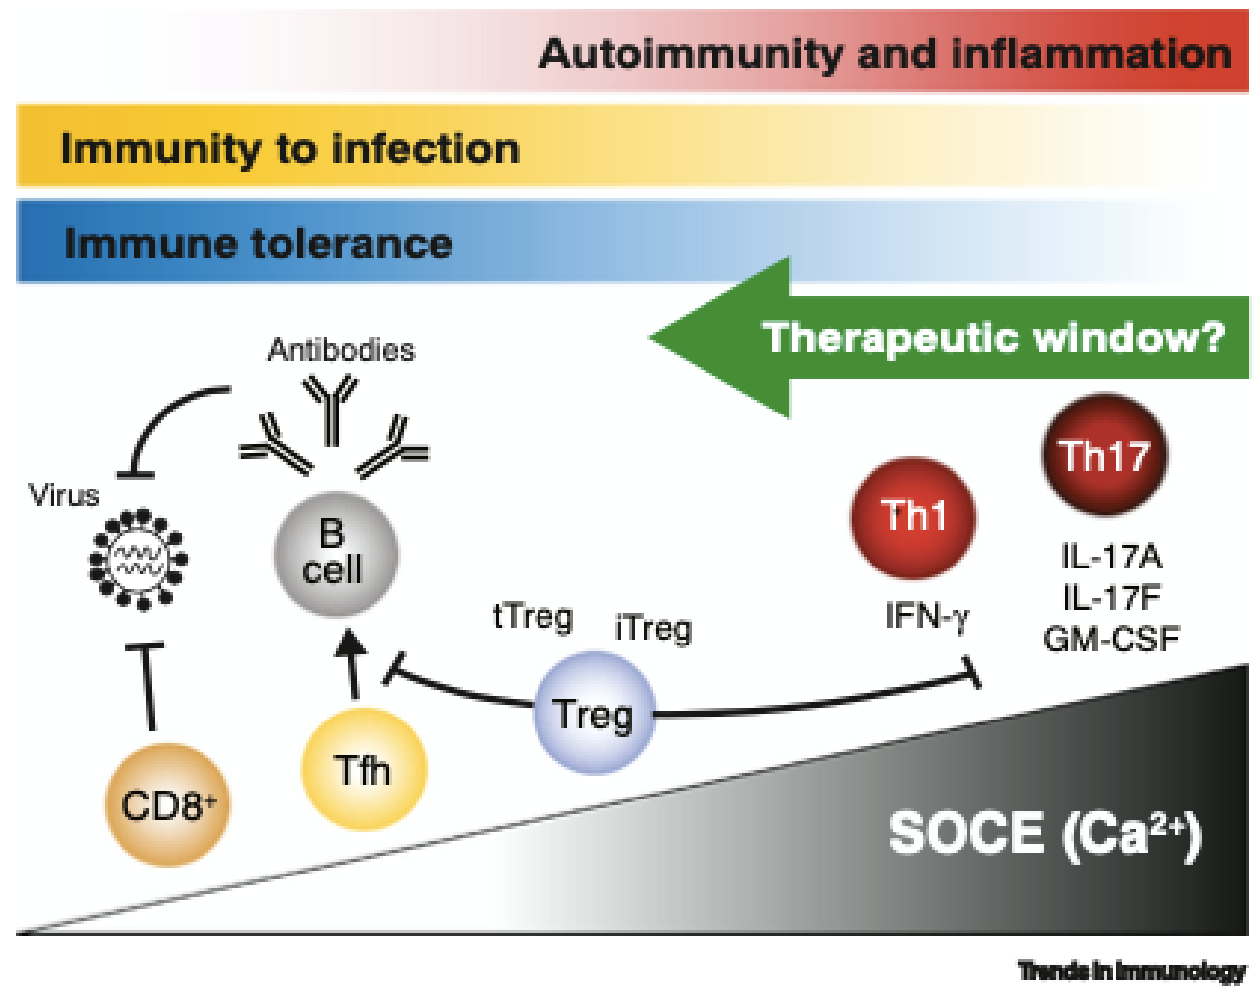 Autoimmunity and inflammation
Immunity to infection
Immune tolerance
Therapeutic window?
Antibodies
Virus
B
cell
Th17
Th1
IL-17A
IL-17F
GM-CSF
IFN-γ
tTreg
iTreg
Treg
Tfh
CD8⁺
SOCE (Ca²⁺)
Trends in Immunology